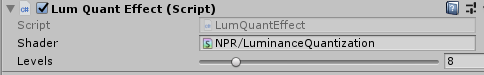 Lum Quant Effect (Script)
Script LumQuantEffect
Shader NPR/LuminanceQuantization
Levels 8